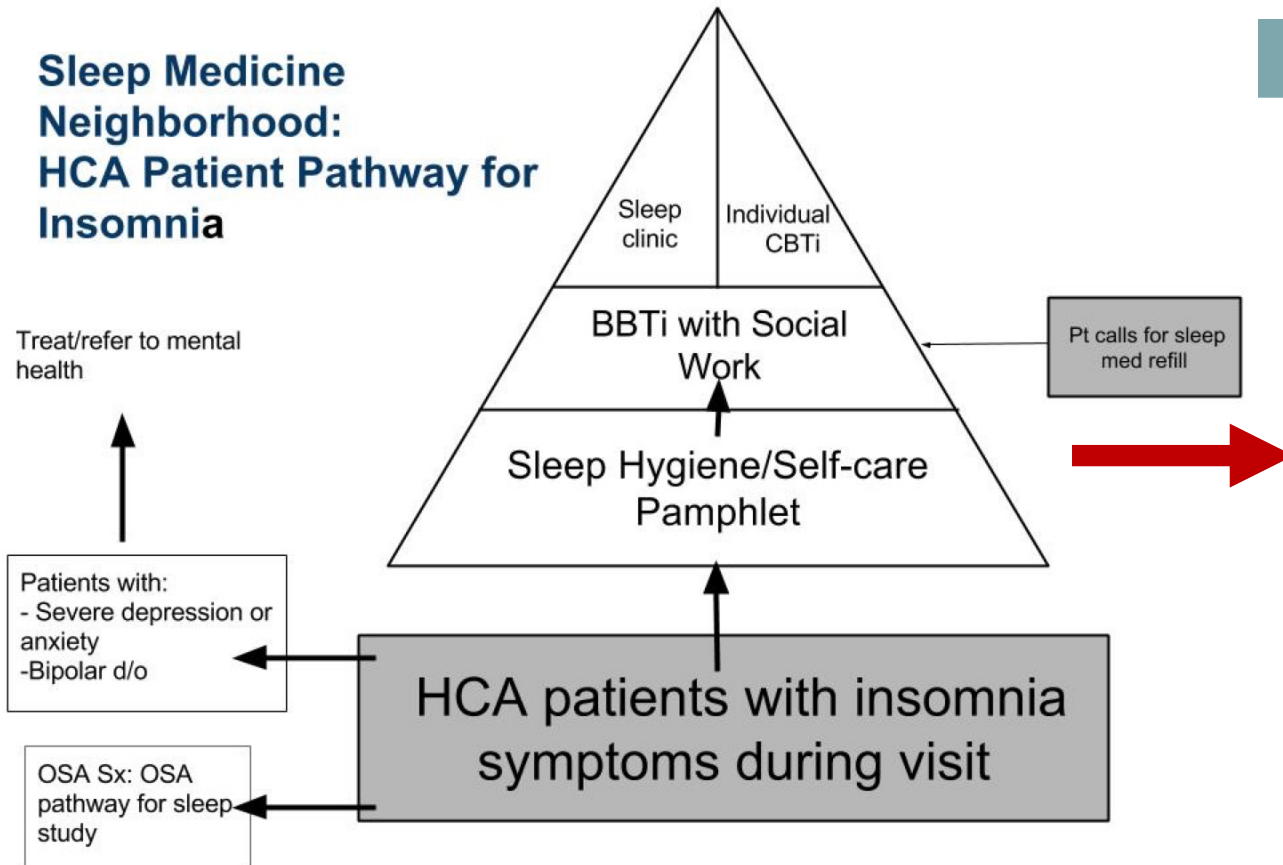 Sleep Medicine
Neighborhood:
HCA Patient Pathway for
Insomnia
Sleep
clinic
Individual
CBTi
BBTi with Social
Work
Pt calls for sleep
med refill
Treat/refer to mental
health
Sleep Hygiene/Self-care
Pamphlet
Patients with:
- Severe depression or
anxiety
-Bipolar d/o
HCA patients with insomnia
symptoms during visit
OSA Sx: OSA
pathway for sleep
study